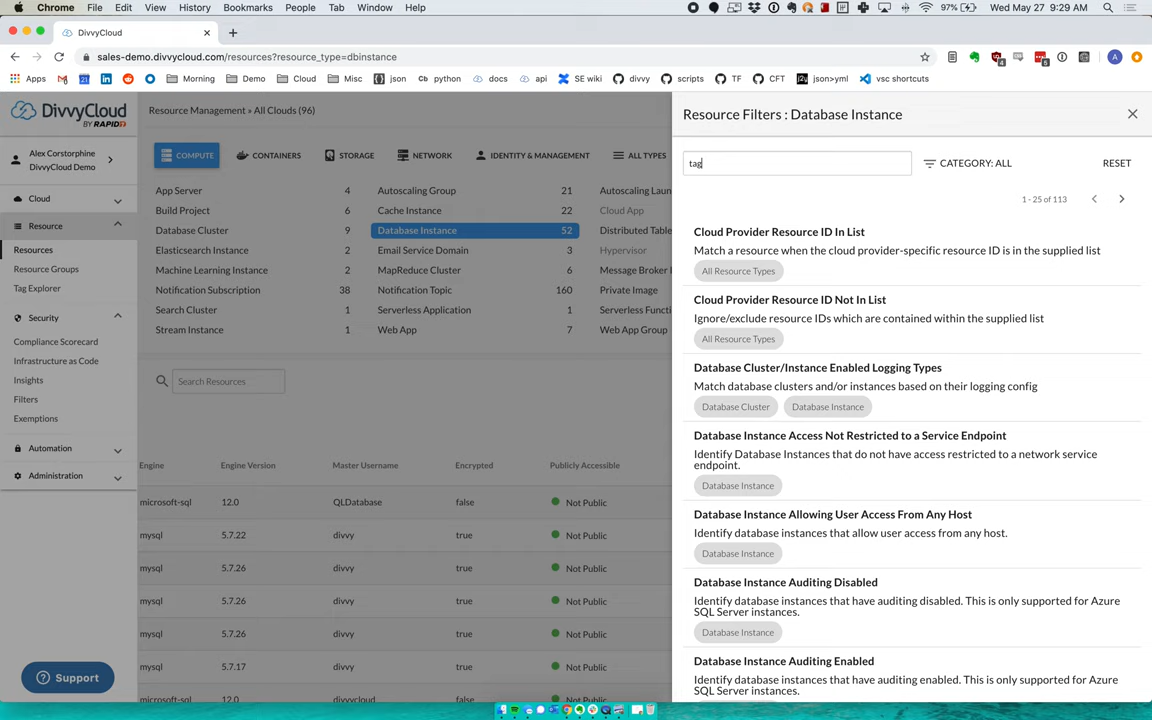 Chrome File Edit View History Bookmarks People Tab Window Help
97% Wed May 27 9:29 AM
DivvyCloud
sales-demo.divvycloud.com/resources?resource_type=dbinstance
A
Apps Morning Demo Cloud Misc json Cb python docs api SE wiki divvy scripts TF CFT json>yml vsc shortcuts
DivvyCloud
BY RAPID7
Alex Corstorphine
DivvyCloud Demo
Cloud
Resource
Resources
Resource Groups
Tag Explorer
Security
Compliance Scorecard
Infrastructure as Code
Insights
Filters
Exemptions
Automation
Administration
Support
Resource Management » All Clouds (96)
COMPUTE CONTAINERS STORAGE NETWORK IDENTITY & MANAGEMENT ALL TYPES
App Server 4 Autoscaling Group 21 Autoscaling Laun
Build Project 6 Cache Instance 22 Cloud App
Database Cluster 9 Database Instance 52 Distributed Table
Elasticsearch Instance 2 Email Service Domain 3 Hypervisor
Machine Learning Instance 2 MapReduce Cluster 6 Message Broker I
Notification Subscription 38 Notification Topic 160 Private Image
Search Cluster 1 Serverless Application 1 Serverless Functi
Stream Instance 1 Web App 7 Web App Group
Search Resources
Engine Engine Version Master Username Encrypted Publicly Accessible
microsoft-sql 12.0 QLDatabase false Not Public
mysql 5.7.22 divvy true Not Public
mysql 5.7.26 divvy true Not Public
mysql 5.7.26 divvy true Not Public
mysql 5.7.26 divvy true Not Public
mysql 5.7.17 divvy true Not Public
microsoft-sql 12.0 divvycloud false Not Public
Resource Filters : Database Instance
tag CATEGORY: ALL RESET
1 - 25 of 113
Cloud Provider Resource ID In List
Match a resource when the cloud provider-specific resource ID is in the supplied list
All Resource Types
Cloud Provider Resource ID Not In List
Ignore/exclude resource IDs which are contained within the supplied list
All Resource Types
Database Cluster/Instance Enabled Logging Types
Match database clusters and/or instances based on their logging config
Database Cluster Database Instance
Database Instance Access Not Restricted to a Service Endpoint
Identify Database Instances that do not have access restricted to a network service
endpoint.
Database Instance
Database Instance Allowing User Access From Any Host
Identify database instances that allow user access from any host.
Database Instance
Database Instance Auditing Disabled
Identify database instances that have auditing disabled. This is only supported for Azure
SQL Server instances.
Database Instance
Database Instance Auditing Enabled
Identify database instances that have auditing enabled. This is only supported for Azure
SQL Server instances.